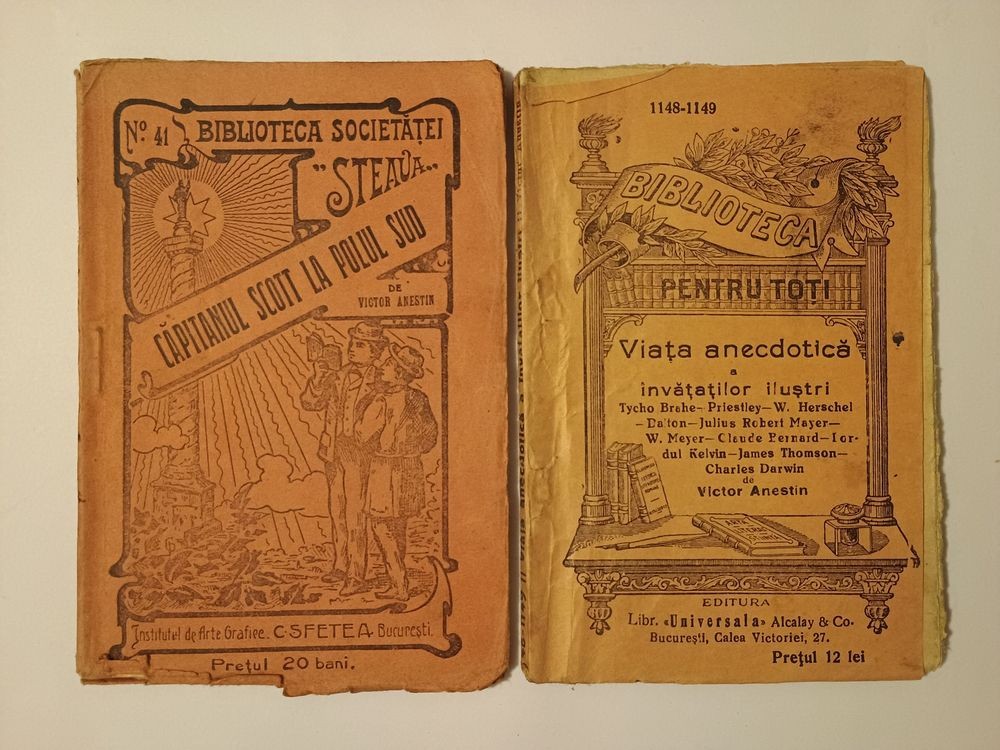 No. 41 BIBLIOTECA SOCIETĂȚEI
"STEAUA"
CĂPITANUL SCOTT LA POLUL SUD
DE
VICTOR ANESTIN
Institutul de Arte Grafice C. SFETEA București.
Prețul 20 bani.
1148-1149
BIBLIOTECA
PENTRU TOȚI
Viața anecdotică
a
învățaților iluștri
Tycho Brahe—Priestley—W. Herschel
—Dalton—Julius Robert Mayer—
W. Meyer—Claude Bernard—Lor-
dul Kelvin—James Thomson—
Charles Darwin
de
Victor Anestin
EDITURA
Libr. «Universala» Alcalay & Co.
București, Calea Victoriei, 27.
Prețul 12 lei